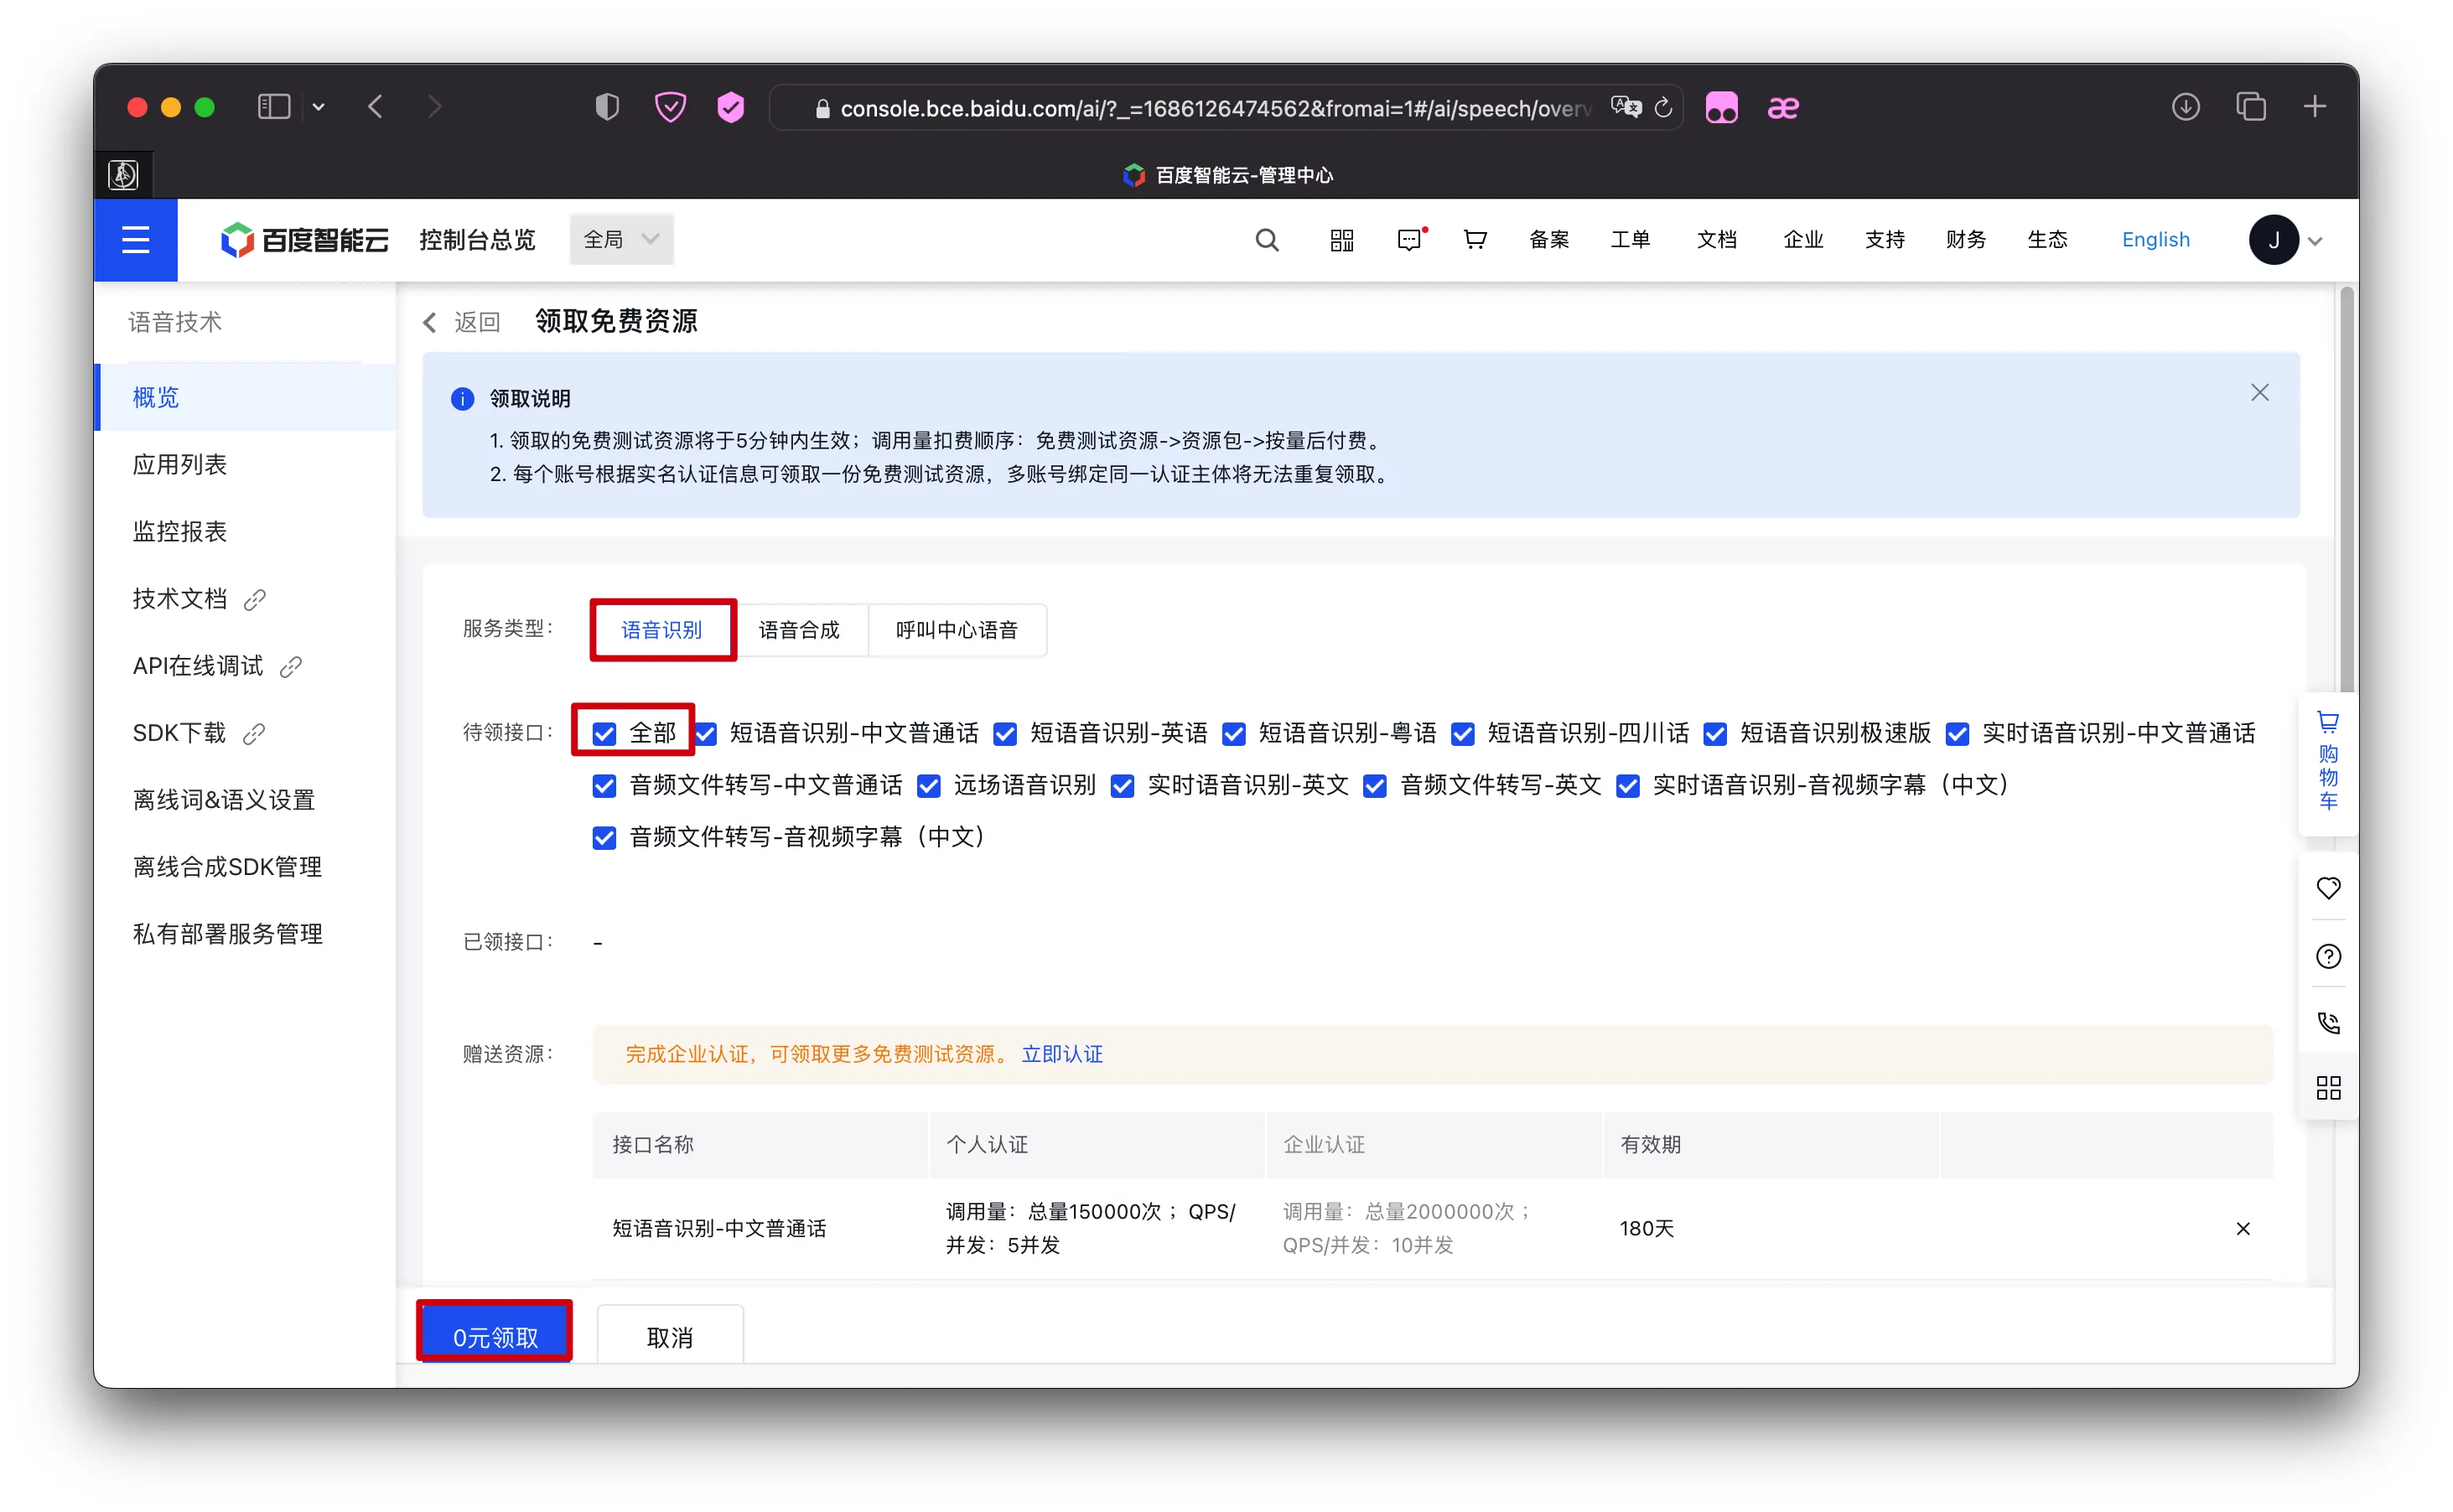 console.bce.baidu.com/ai/?_=1686126474562&fromai=1#/ai/speech/overv
百度智能云-管理中心
百度智能云 控制台总览 全局 备案 工单 文档 企业 支持 财务 生态 English J
语音技术
概览
应用列表
监控报表
技术文档
API在线调试
SDK下载
离线词&语义设置
离线合成SDK管理
私有部署服务管理
返回 领取免费资源
领取说明
1. 领取的免费测试资源将于5分钟内生效；调用量扣费顺序：免费测试资源->资源包->按量后付费。
2. 每个账号根据实名认证信息可领取一份免费测试资源，多账号绑定同一认证主体将无法重复领取。
服务类型： 语音识别 语音合成 呼叫中心语音
待领接口： 全部 短语音识别-中文普通话 短语音识别-英语 短语音识别-粤语 短语音识别-四川话 短语音识别极速版 实时语音识别-中文普通话
音频文件转写-中文普通话 远场语音识别 实时语音识别-英文 音频文件转写-英文 实时语音识别-音视频字幕（中文）
音频文件转写-音视频字幕（中文）
已领接口： -
赠送资源： 完成企业认证，可领取更多免费测试资源。 立即认证
接口名称 个人认证 企业认证 有效期
短语音识别-中文普通话 调用量：总量150000次 ；QPS/
并发：5并发 调用量：总量2000000次 ；
QPS/并发：10并发 180天
0元领取 取消
购
物
车